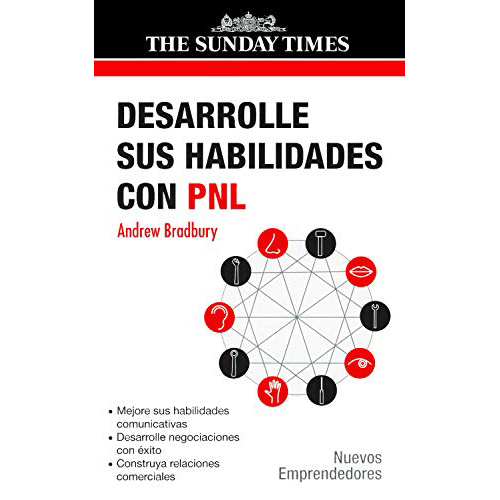 THE SUNDAY TIMES
DESARROLLE
SUS HABILIDADES
CON PNL
Andrew Bradbury
• Mejore sus habilidades
comunicativas
• Desarrolle negociaciones
con éxito
• Construya relaciones
comerciales
Nuevos
Emprendedores